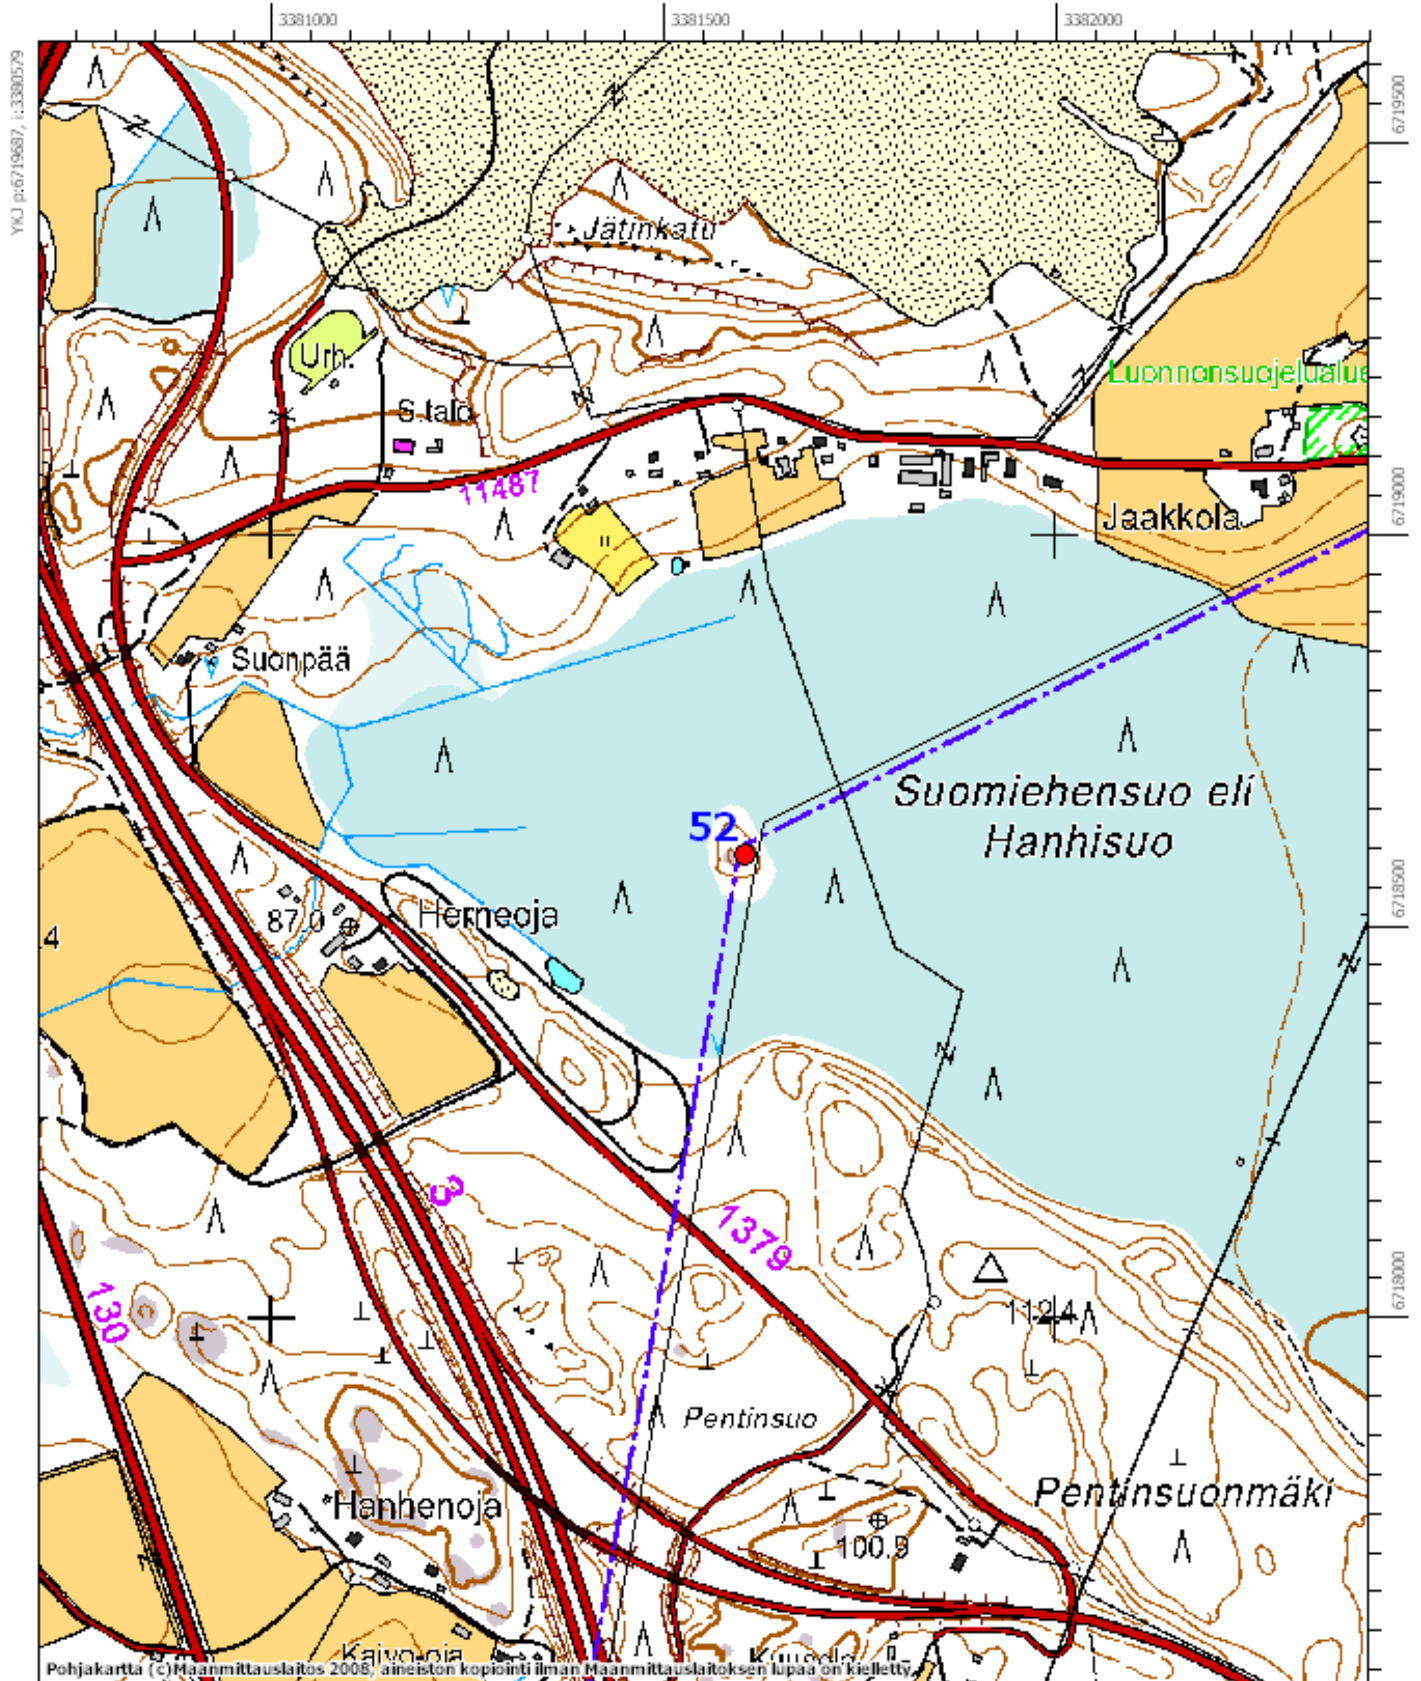 3381000
3381500
3382000
YKJ p:6719687, i:3380579
6719500
Jätinkatu
Urh.
Luonnonsuojelualue
S.talo
11487
6719000
Jaakkola
Suonpää
Suomiehensuo eli
Hanhisuo
52
6718500
87.0
Herneoja
4
3
1379
130
112.4
6718000
Pentinsuo
Pentinsuonmäki
Hanhenoja
100.9
Kaivo-oja
Pohjakartta (c)Maanmittauslaitos 2008, aineiston kopiointi ilman Maanmittauslaitoksen lupaa on kielletty.